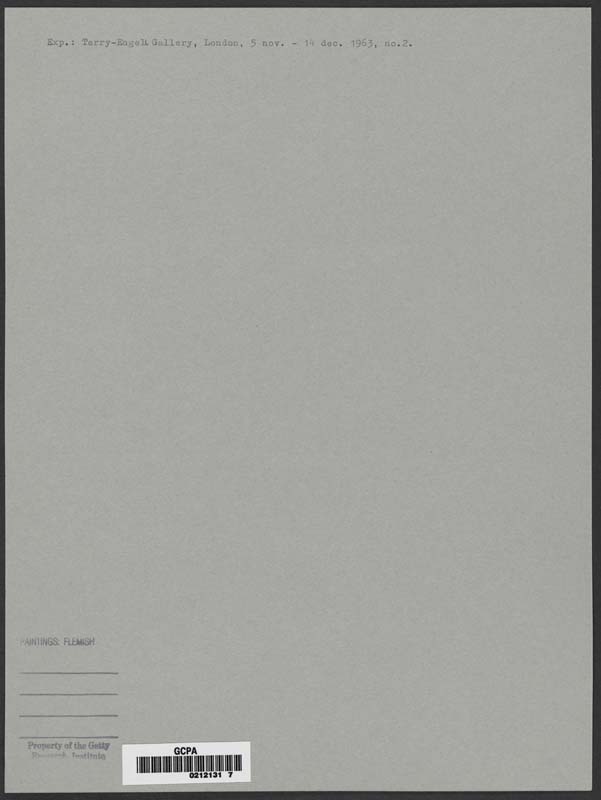 Exp.: Terry-Engell Gallery, London, 5 nov. - 14 dec. 1963, no.2.
PAINTINGS: FLEMISH
Property of the Getty
Research Institute
GCPA
0212131 7